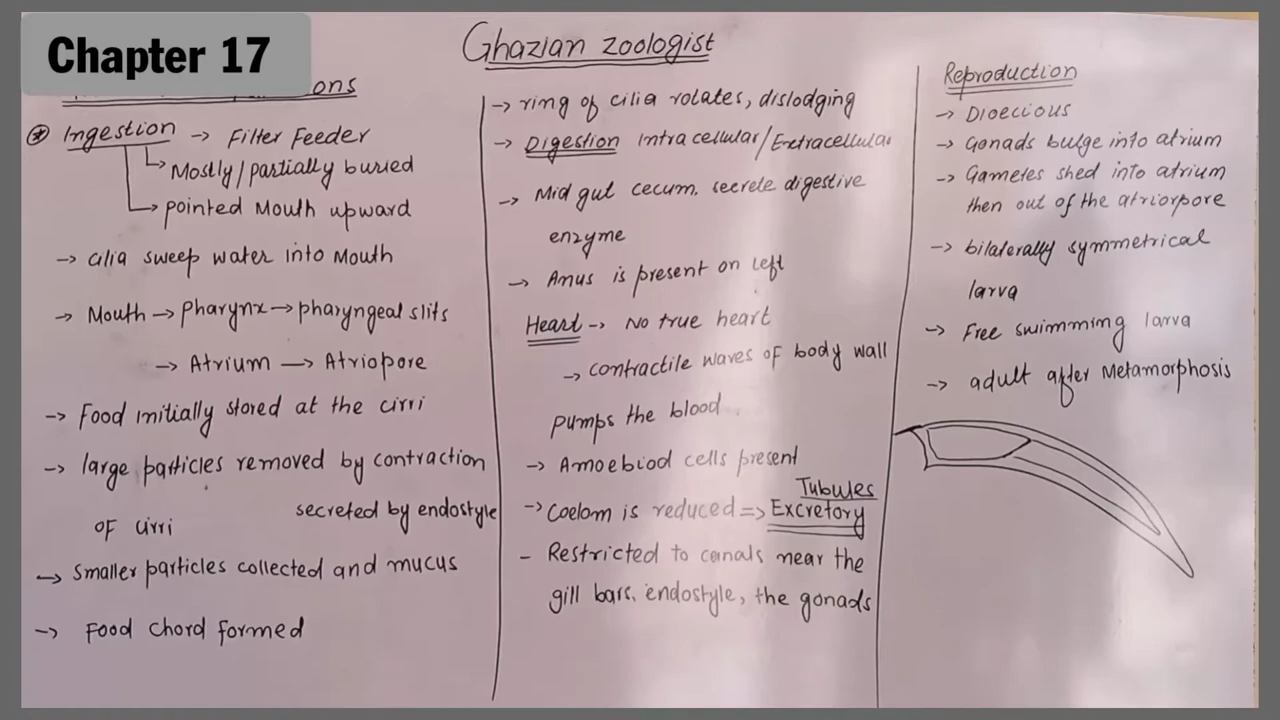 Chapter 17
Ghazian zoologist
ons
Ingestion -> Filter Feeder
Mostly/partially buried
pointed Mouth upward
-> cilia sweep water into Mouth
-> Mouth -> Pharynx -> pharyngeal slits
-> Atrium -> Atriopore
-> Food initially stored at the cirri
-> large particles removed by contraction
of cirri
secreted by endostyle
-> Smaller particles collected and mucus
-> Food Chord formed
-> ring of cilia rotates, dislodging
-> Digestion Intracellular/Extracellular
-> Mid gut cecum. secrete digestive
enzyme
-> Anus is present on left
Heart -> No true heart
-> contractile waves of body wall
pumps the blood
-> Amoebiod cells present
Tubules
-> Coelom is reduced => Excretory
- Restricted to canals near the
gill bars, endostyle, the gonads
Reproduction
-> Dioecious
-> Gonads bulge into atrium
-> Gametes shed into atrium
then out of the atriorpore
-> bilaterally symmetrical
larva
-> Free swimming larva
-> adult after Metamorphosis